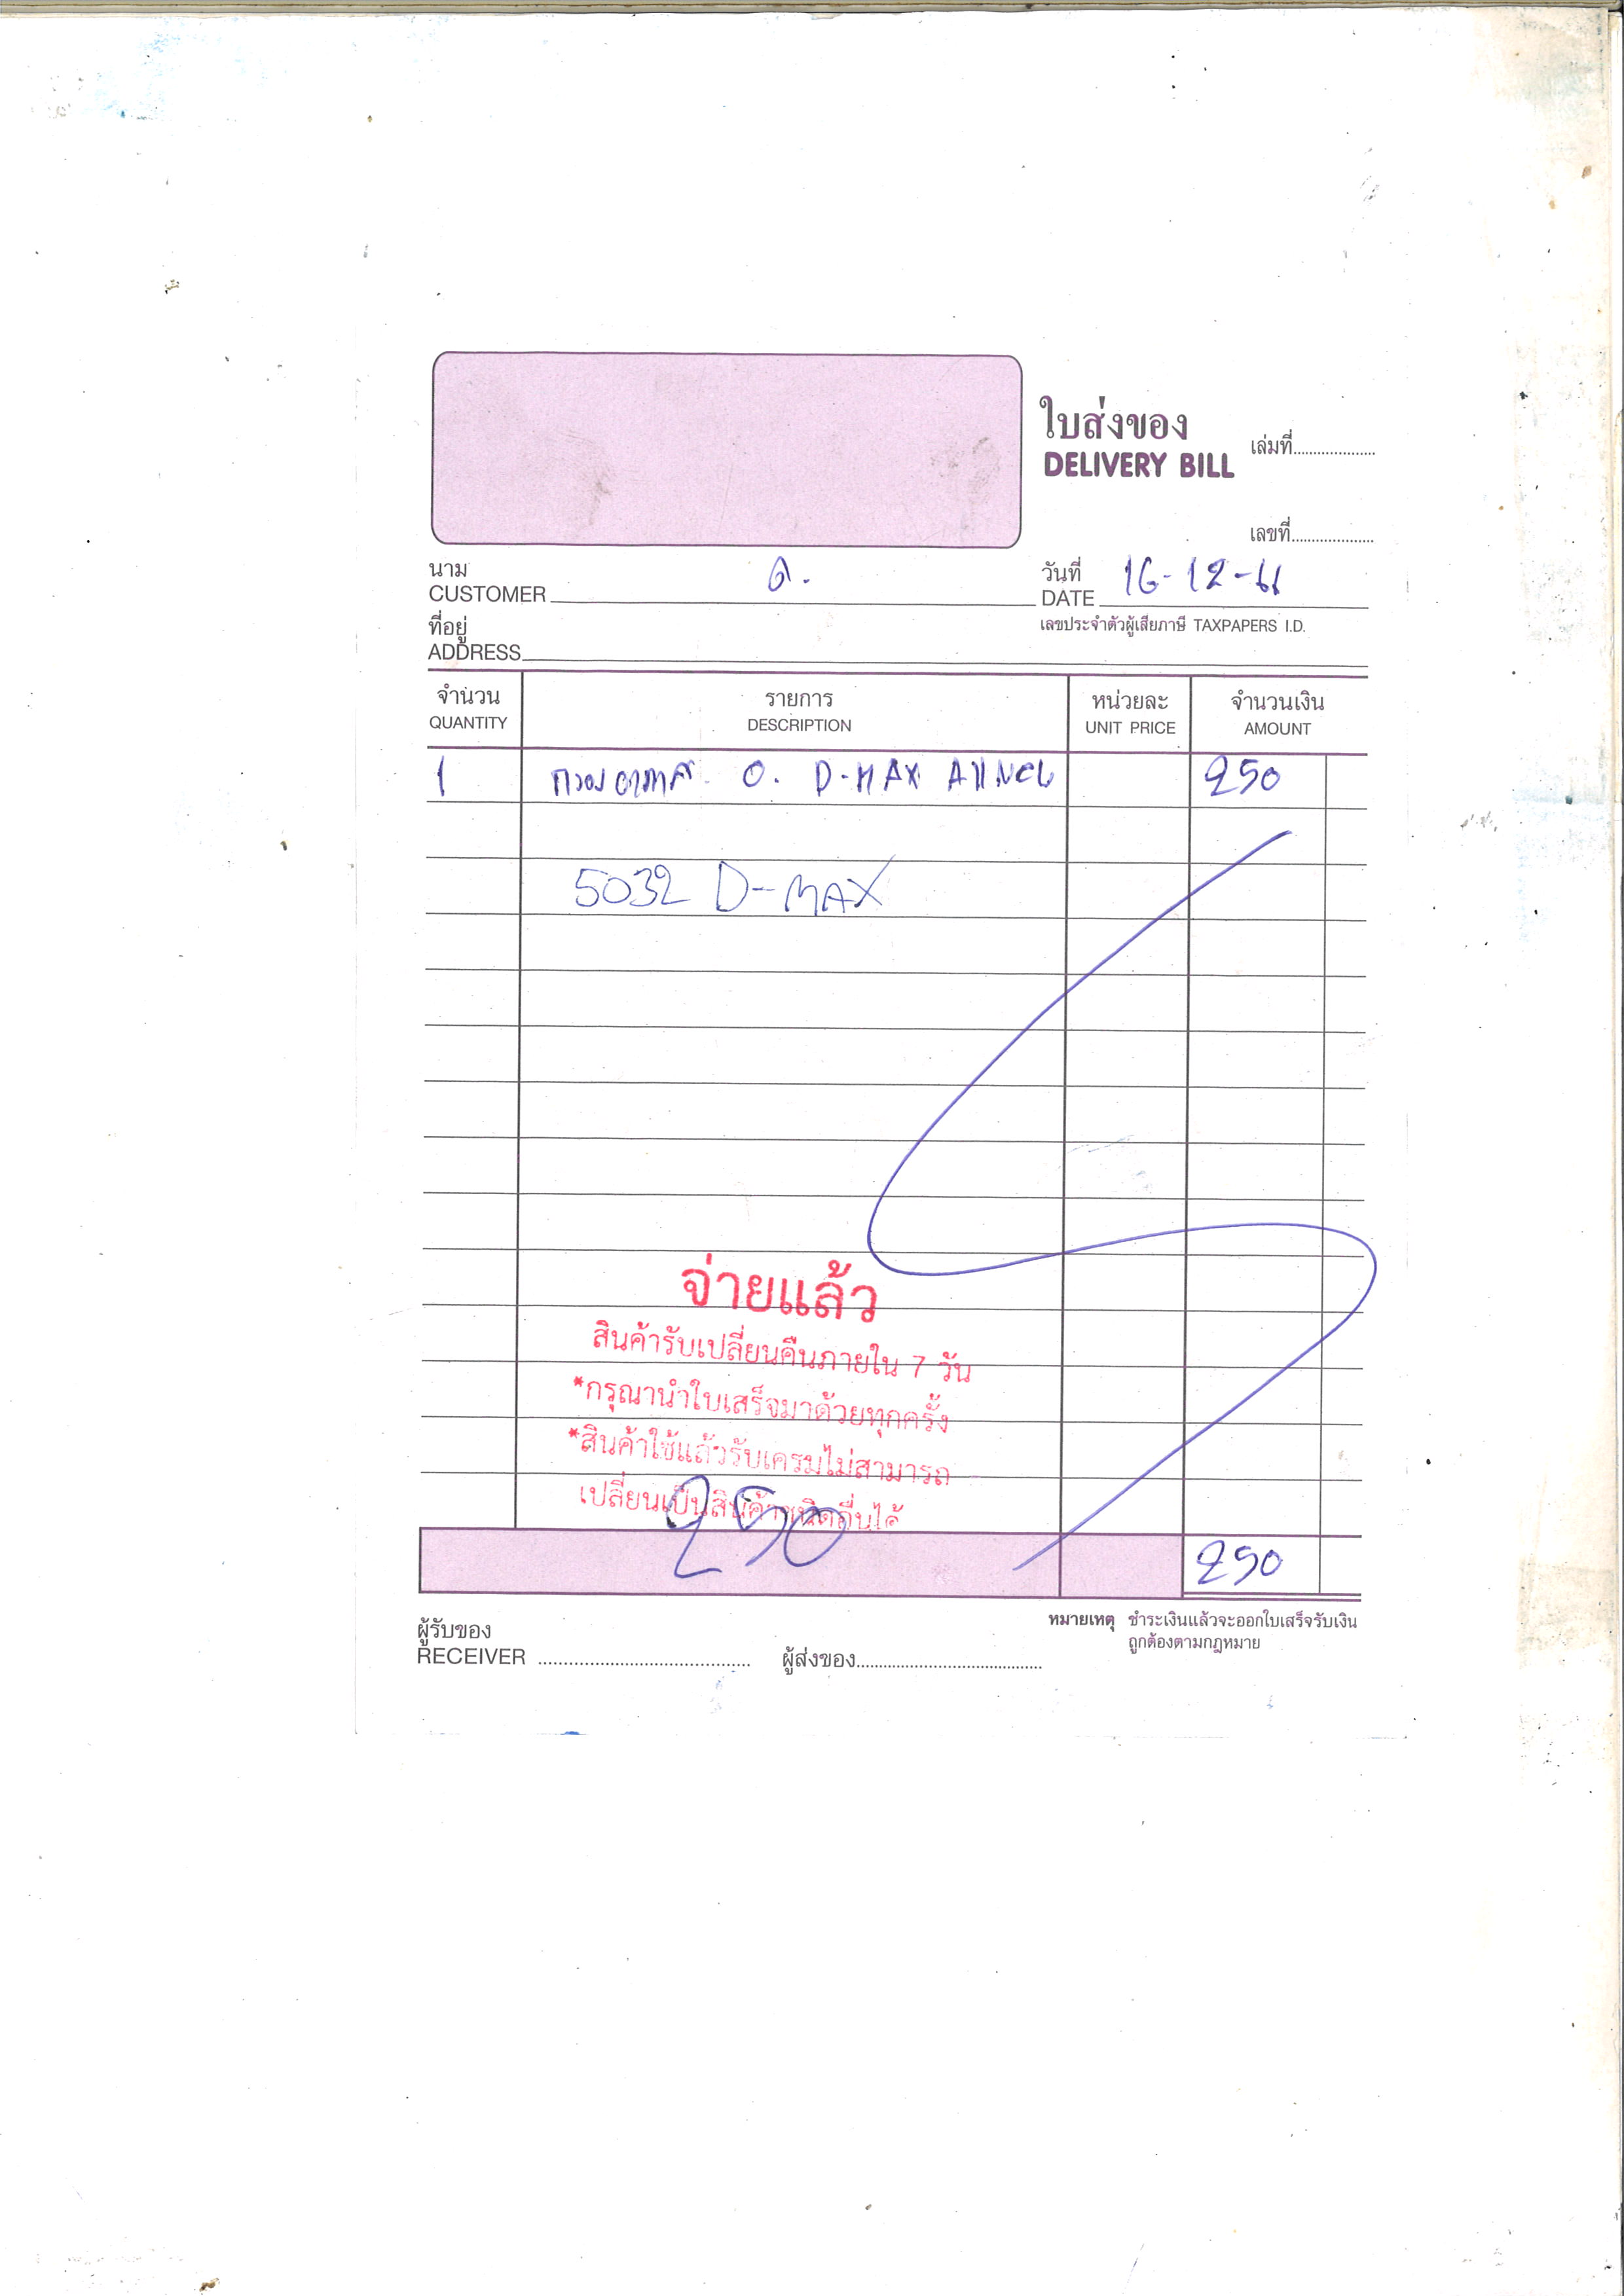 ใบส่งของ
DELIVERY BILL
เล่มที่
เลขที่
นาม
CUSTOMER ด.
วันที่
DATE 16-12-61
ที่อยู่
ADDRESS
เลขประจำตัวผู้เสียภาษี TAXPAPERS I.D.
จำนวน รายการ หน่วยละ จำนวนเงิน
QUANTITY DESCRIPTION UNIT PRICE AMOUNT
1 กรองอากาศ O. D-MAX All New 250
5032 D-MAX
จ่ายแล้ว
สินค้ารับเปลี่ยนคืนภายใน 7 วัน
*กรุณานำใบเสร็จมาด้วยทุกครั้ง
*สินค้าใช้แล้วรับเครมไม่สามารถ
เปลี่ยนเป็นสินค้าชนิดอื่นได้
250
250
ผู้รับของ
RECEIVER
ผู้ส่งของ
หมายเหตุ ชำระเงินแล้วจะออกใบเสร็จรับเงิน
ถูกต้องตามกฎหมาย